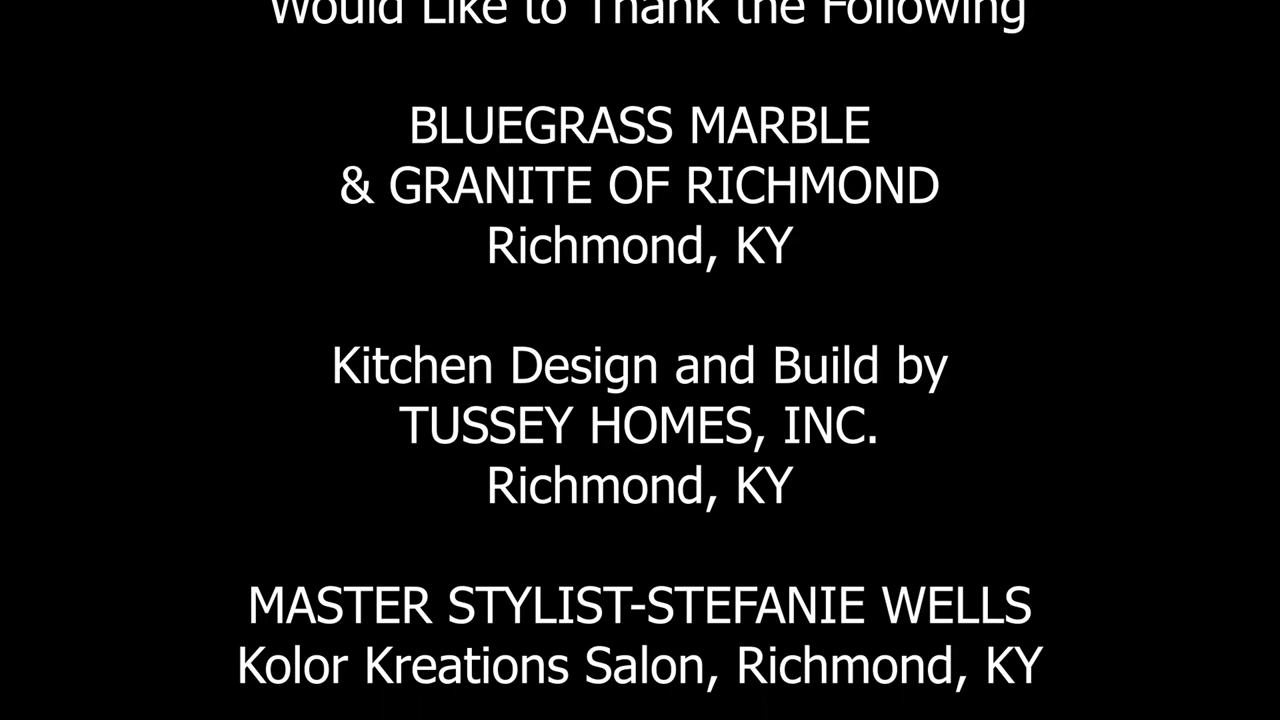 Would Like to Thank the Following
BLUEGRASS MARBLE
& GRANITE OF RICHMOND
Richmond, KY
Kitchen Design and Build by
TUSSEY HOMES, INC.
Richmond, KY
MASTER STYLIST-STEFANIE WELLS
Kolor Kreations Salon, Richmond, KY